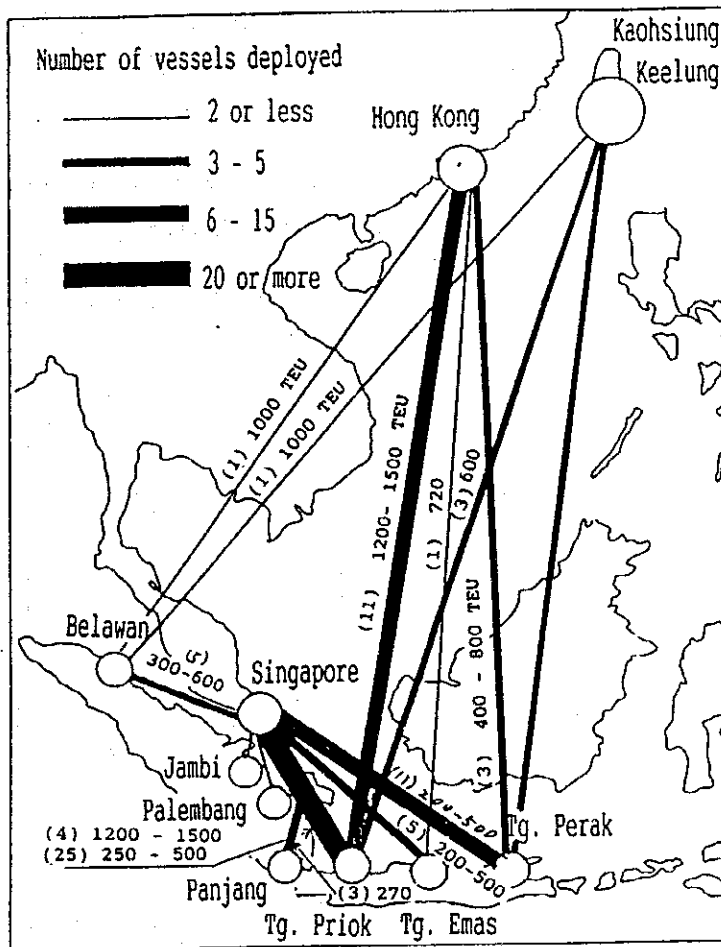 Kaohsiung
Keelung
Number of vessels deployed
2 or less
3 - 5
6 - 15
20 or more
Hong Kong
(1) 1000 TEU
(1) 1000 TEU
(11) 1200- 1500 TEU
(1) 720
(3) 600
(3) 400 - 800 TEU
Belawan
(5)
300-600
Singapore
Jambi
Palembang
(11) 200-500
(5) 200-500
Tg. Perak
(4) 1200 - 1500
(25) 250 - 500
Panjang
(3) 270
Tg. Priok
Tg. Emas